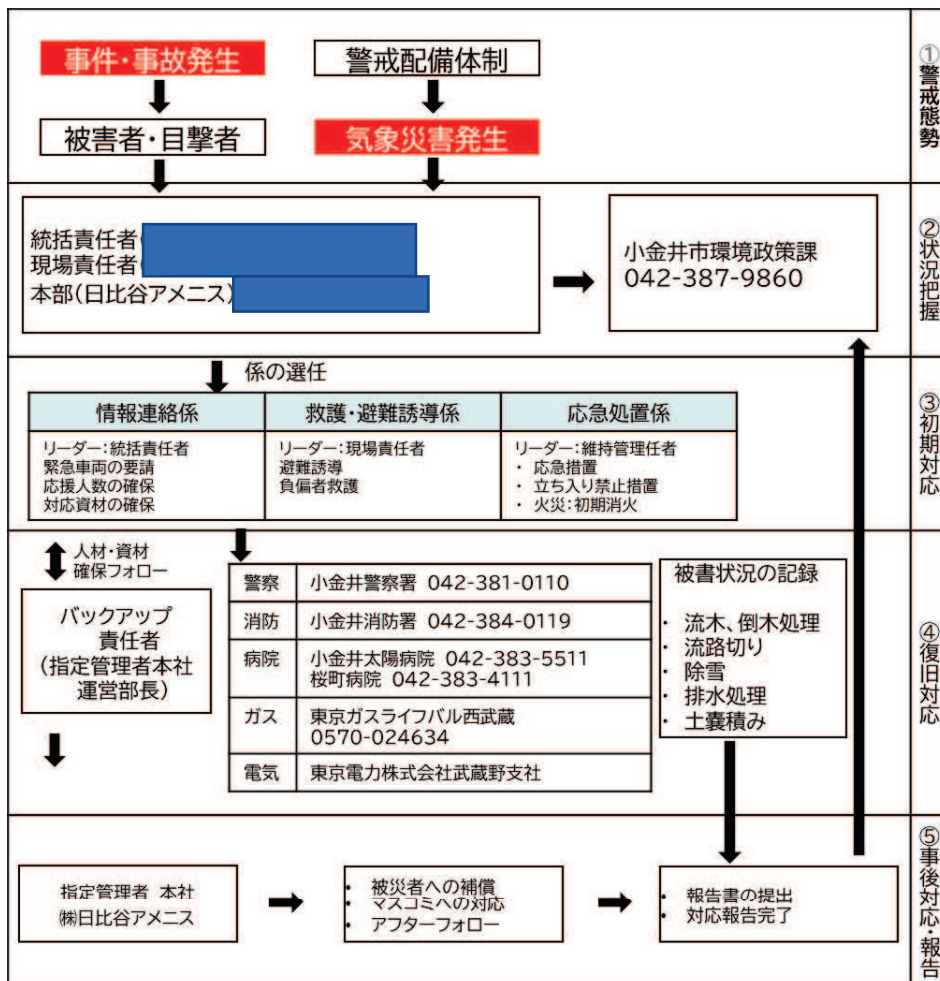 事件・事故発生
警戒配備体制
被害者・目撃者
気象災害発生
①警戒態勢
統括責任者(
現場責任者(
本部(日比谷アメニス)
小金井市環境政策課
042-387-9860
②状況把握
係の選任
情報連絡係
救護・避難誘導係
応急処置係
リーダー:統括責任者
緊急車両の要請
応援人数の確保
対応資材の確保
リーダー:現場責任者
避難誘導
負偏者救護
リーダー:維持管理任者
・ 応急措置
・ 立ち入り禁止措置
・ 火災:初期消火
③初期対応
人材・資材
確保フォロー
バックアップ
責任者
(指定管理者本社
運営部長)
警察 小金井警察署 042-381-0110
消防 小金井消防署 042-384-0119
病院 小金井太陽病院 042-383-5511
桜町病院 042-383-4111
ガス 東京ガスライフバル西武蔵
0570-024634
電気 東京電力株式会社武蔵野支社
被書状況の記録
・ 流木、倒木処理
・ 流路切り
・ 除雪
・ 排水処理
・ 土嚢積み
④復旧対応
指定管理者 本社
㈱日比谷アメニス
・ 被災者への補償
・ マスコミへの対応
・ アフターフォロー
・ 報告書の提出
・ 対応報告完了
⑤事後対応・報告